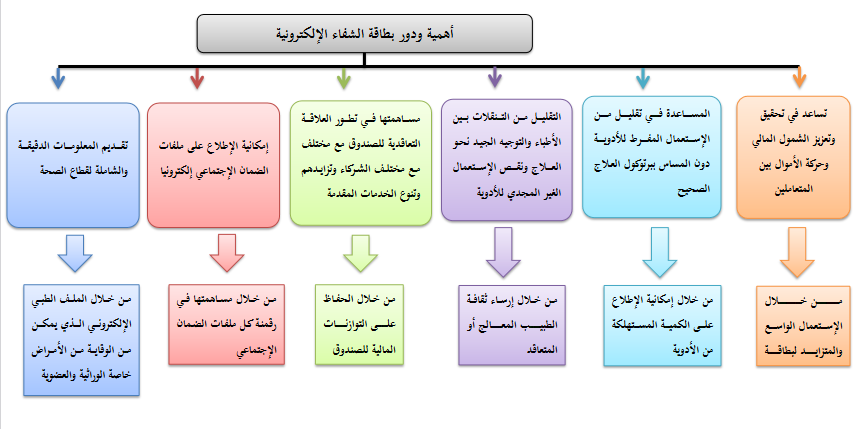 أهمية ودور بطاقة الشفاء الإلكترونية
تساعد في تحقيق
وتعزيز الشمول المالي
وحركة الأموال بين
المتعاملين
المساعدة في تقليل من
الإستعمال المفرط للأدوية
دون المساس ببرتوكول العلاج
الصحيح
التقليل من التنقلات بين
الأطباء والتوجيه الجيد نحو
العلاج ونقص الإستعمال
الغير المجدي للأدوية
مساهمتها في تطور العلاقة
التعاقدية للصندوق مع مختلف
مع مختلف الشركاء وتزايدهم
وتنوع الخدمات المقدمة
إمكانية الإطلاع على ملفات
الضمان الإجتماعي إلكترونيا
تقديم المعلومات الدقيقة
والشاملة لقطاع الصحة
من خلال
الإستعمال الواسع
والمتزايد لبطاقة
من خلال إمكانية الإطلاع
على الكمية المستهلكة
من الأدوية
من خلال إرساء ثقافة
الطبيب المعالج أو
المتعاقد
من خلال الحفاظ
على التوازنات
المالية للصندوق
من خلال مساهمتها في
رقمنة كل ملفات الضمان
الإجتماعي
من خلال الملف الطبي
الإلكتروني الذي يمكن
من الوقاية من الأمراض
خاصة الوراثية والعضوية